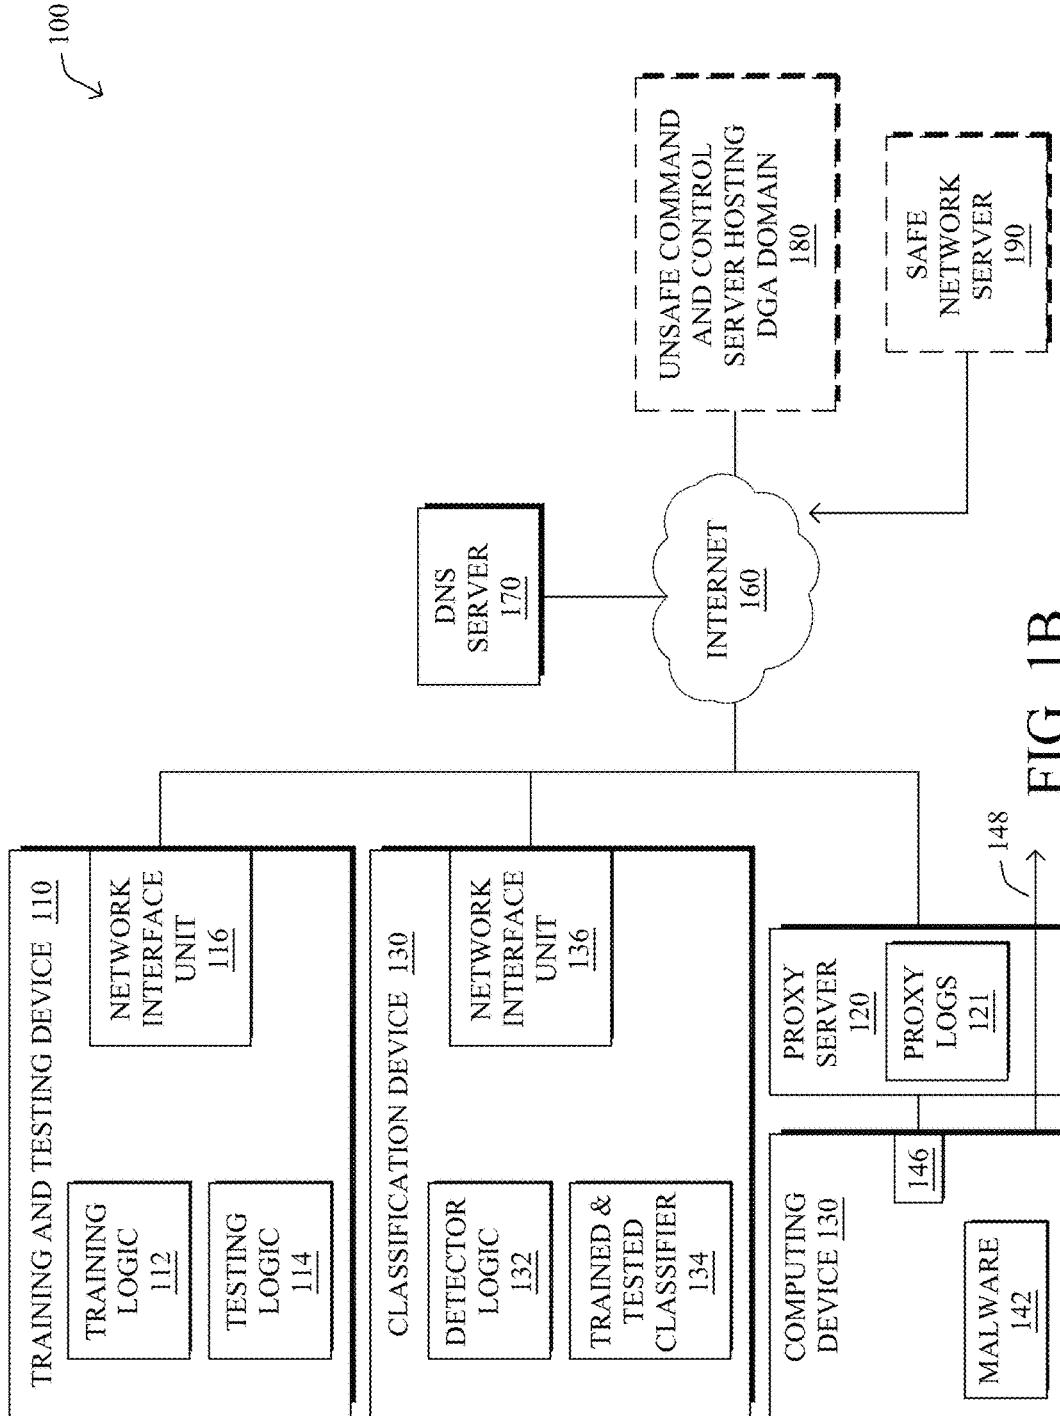 100
TRAINING AND TESTING DEVICE 110
TRAINING
LOGIC
112
TESTING
LOGIC
114
NETWORK
INTERFACE
UNIT
116
CLASSIFICATION DEVICE 130
DETECTOR
LOGIC
132
TRAINED &
TESTED
CLASSIFIER
134
NETWORK
INTERFACE
UNIT
136
COMPUTING
DEVICE 130
MALWARE
142
146
PROXY
SERVER
120
PROXY
LOGS
121
148
DNS
SERVER
170
INTERNET
160
UNSAFE COMMAND
AND CONTROL
SERVER HOSTING
DGA DOMAIN
180
SAFE
NETWORK
SERVER
190
FIG. 1B